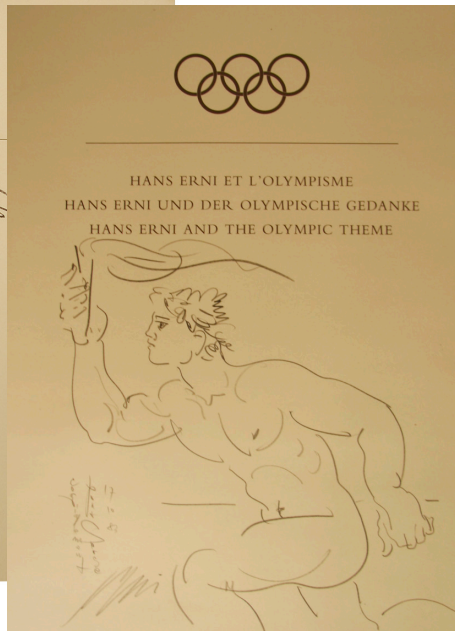 HANS ERNI ET L'OLYMPISME
HANS ERNI UND DER OLYMPISCHE GEDANKE
HANS ERNI AND THE OLYMPIC THEME